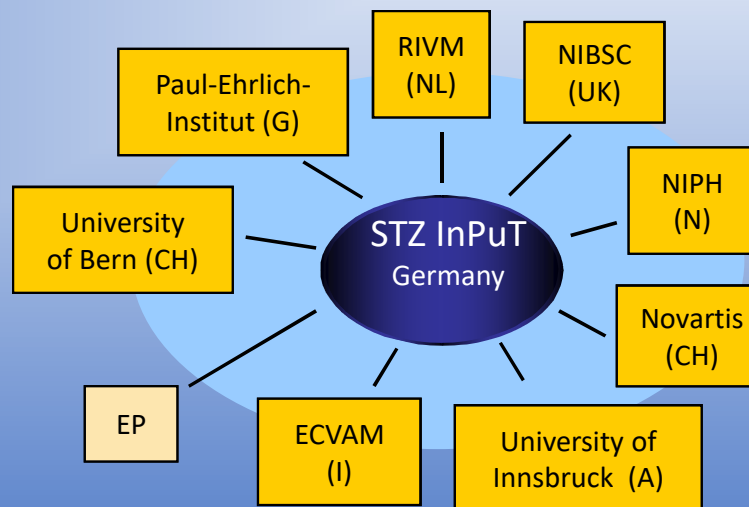 RIVM
(NL)
NIBSC
(UK)
Paul-Ehrlich-
Institut (G)
NIPH
(N)
University
of Bern (CH)
STZ InPuT
Germany
Novartis
(CH)
EP
ECVAM
(I)
University of
Innsbruck (A)